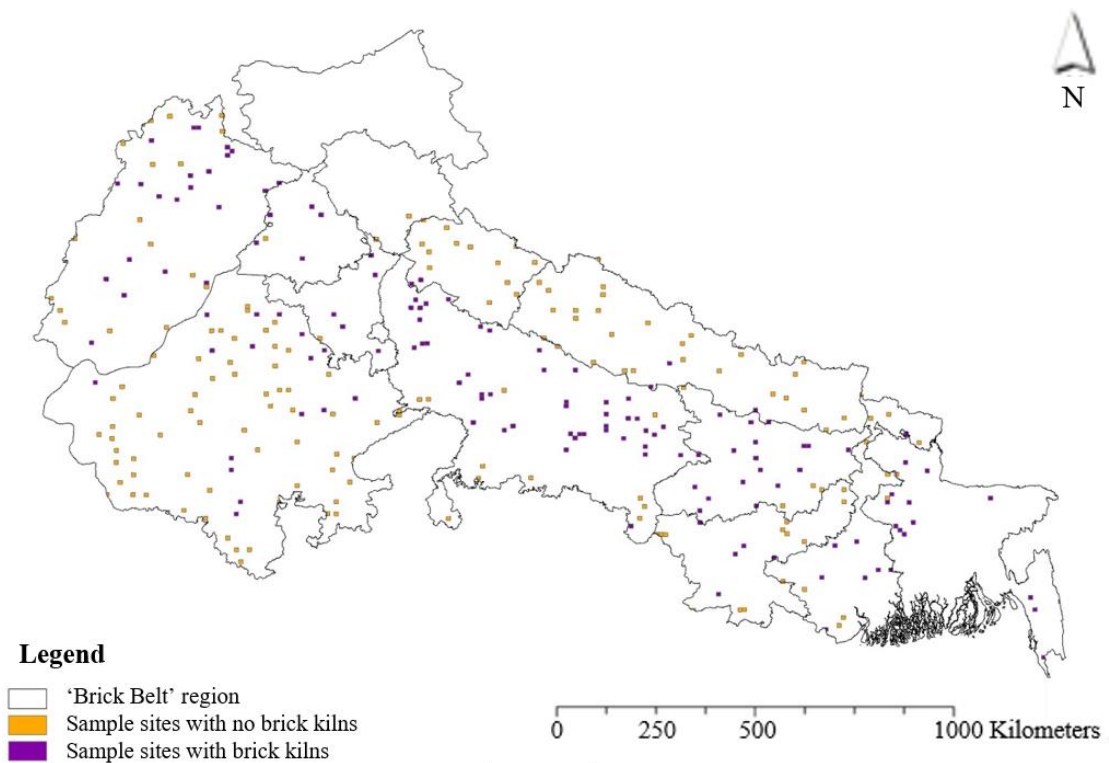 N
Legend
‘Brick Belt’ region
Sample sites with no brick kilns
Sample sites with brick kilns
0 250 500 1000 Kilometers